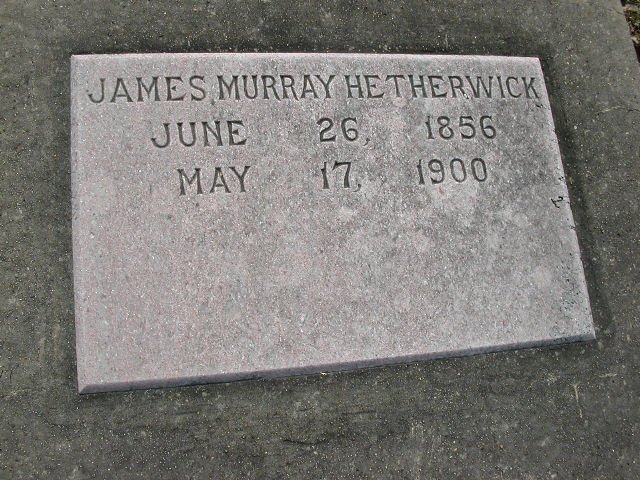 JAMES MURRAY HETHERWICK
JUNE 26, 1856
MAY 17, 1900